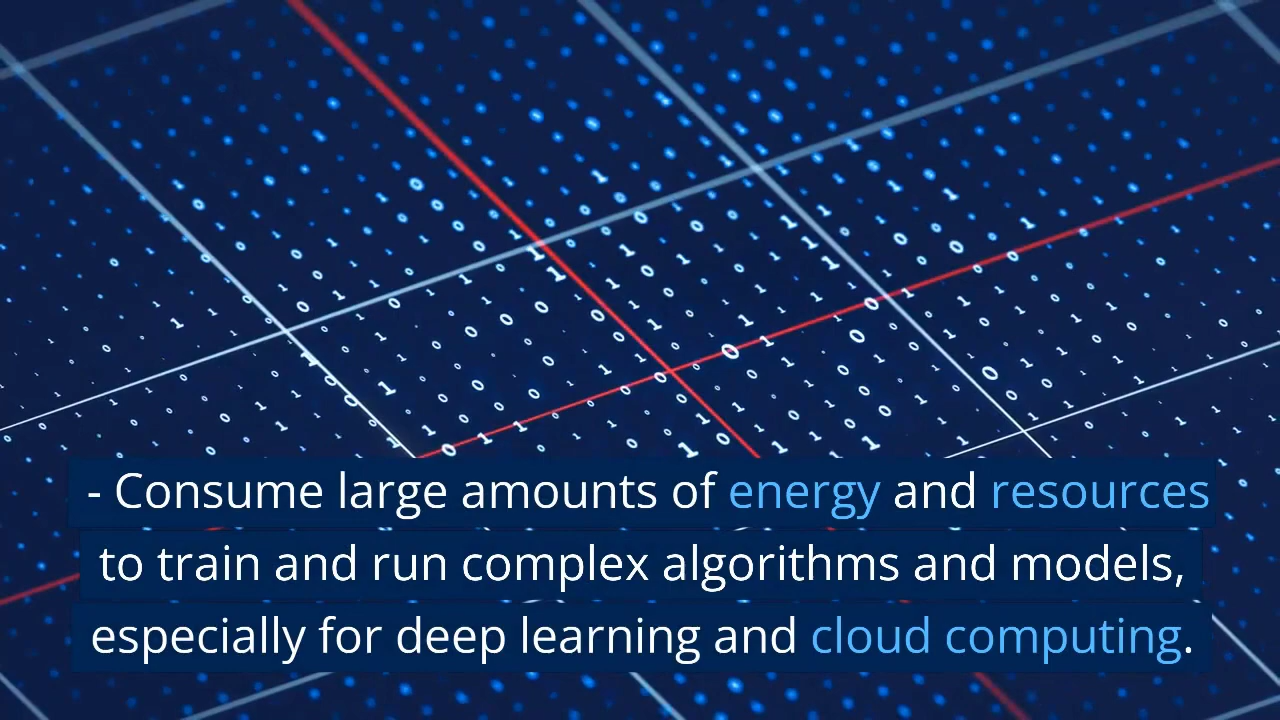 - Consume large amounts of energy and resources
to train and run complex algorithms and models,
especially for deep learning and cloud computing.